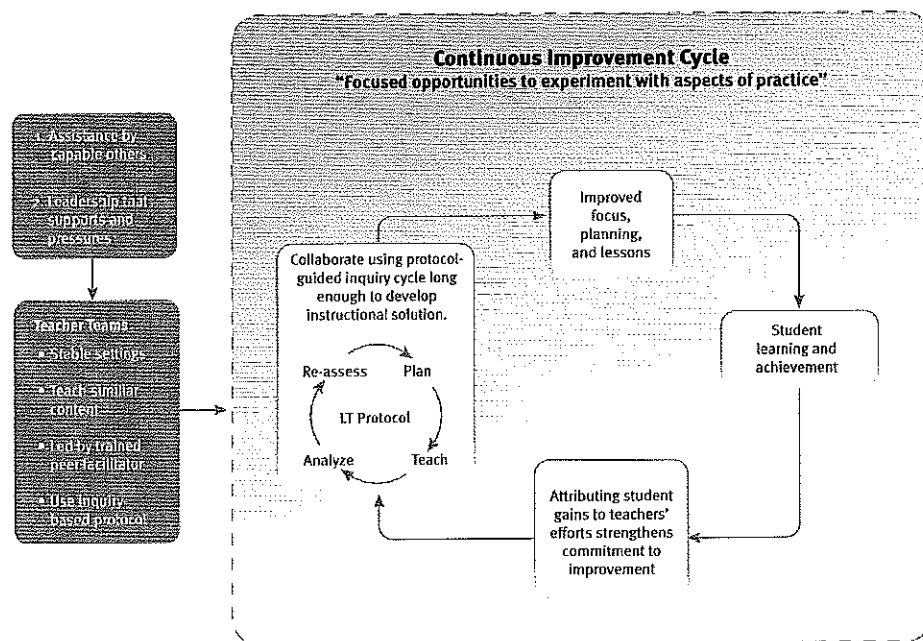 Continuous Improvement Cycle
"Focused opportunities to experiment with aspects of practice"
1. Assistance by
capable others
2. Leadership that
supports and
pressures
Teacher Teams
• Stable settings
• Teach similar
content
• Led by trained
peer facilitator
• Use inquiry-
based protocol
Collaborate using protocol-
guided inquiry cycle long
enough to develop
instructional solution.
Re-assess
Plan
LT Protocol
Analyze
Teach
Improved
focus,
planning,
and lessons
Student
learning and
achievement
Attributing student
gains to teachers'
efforts strengthens
commitment to
improvement